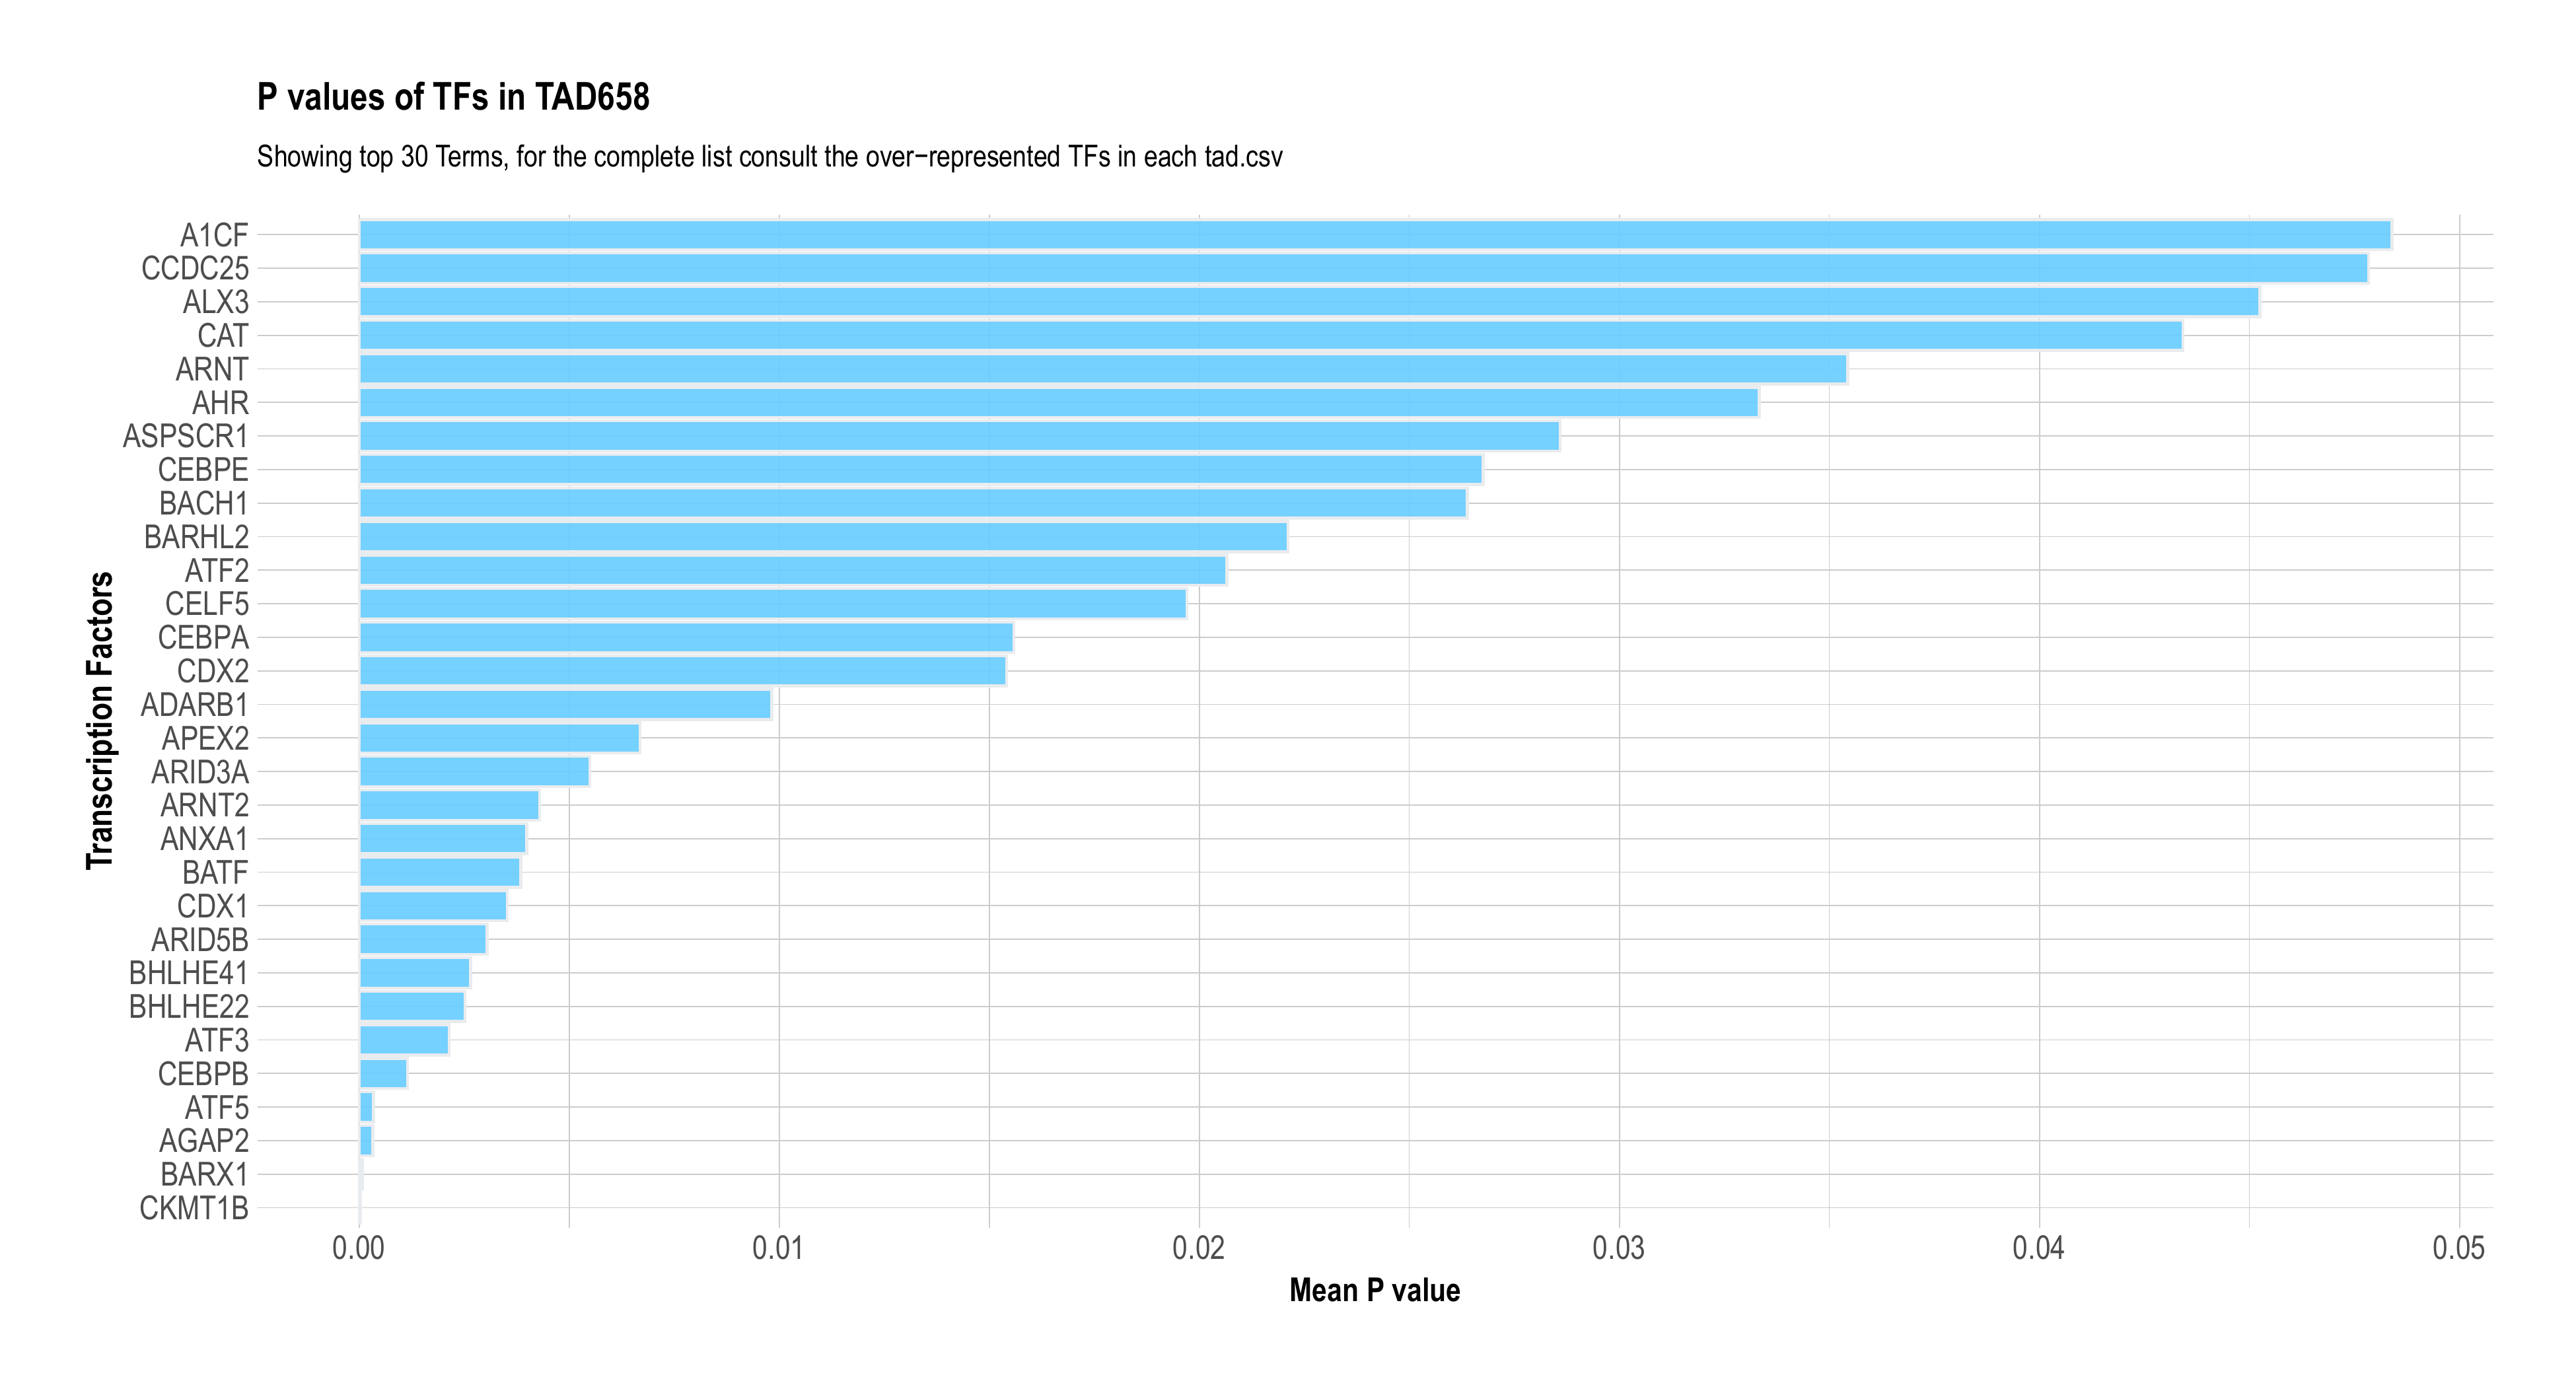 P values of TFs in TAD658
Showing top 30 Terms, for the complete list consult the over−represented TFs in each tad.csv
Transcription Factors
A1CF
CCDC25
ALX3
CAT
ARNT
AHR
ASPSCR1
CEBPE
BACH1
BARHL2
ATF2
CELF5
CEBPA
CDX2
ADARB1
APEX2
ARID3A
ARNT2
ANXA1
BATF
CDX1
ARID5B
BHLHE41
BHLHE22
ATF3
CEBPB
ATF5
AGAP2
BARX1
CKMT1B
0.00 0.01 0.02 0.03 0.04 0.05
Mean P value